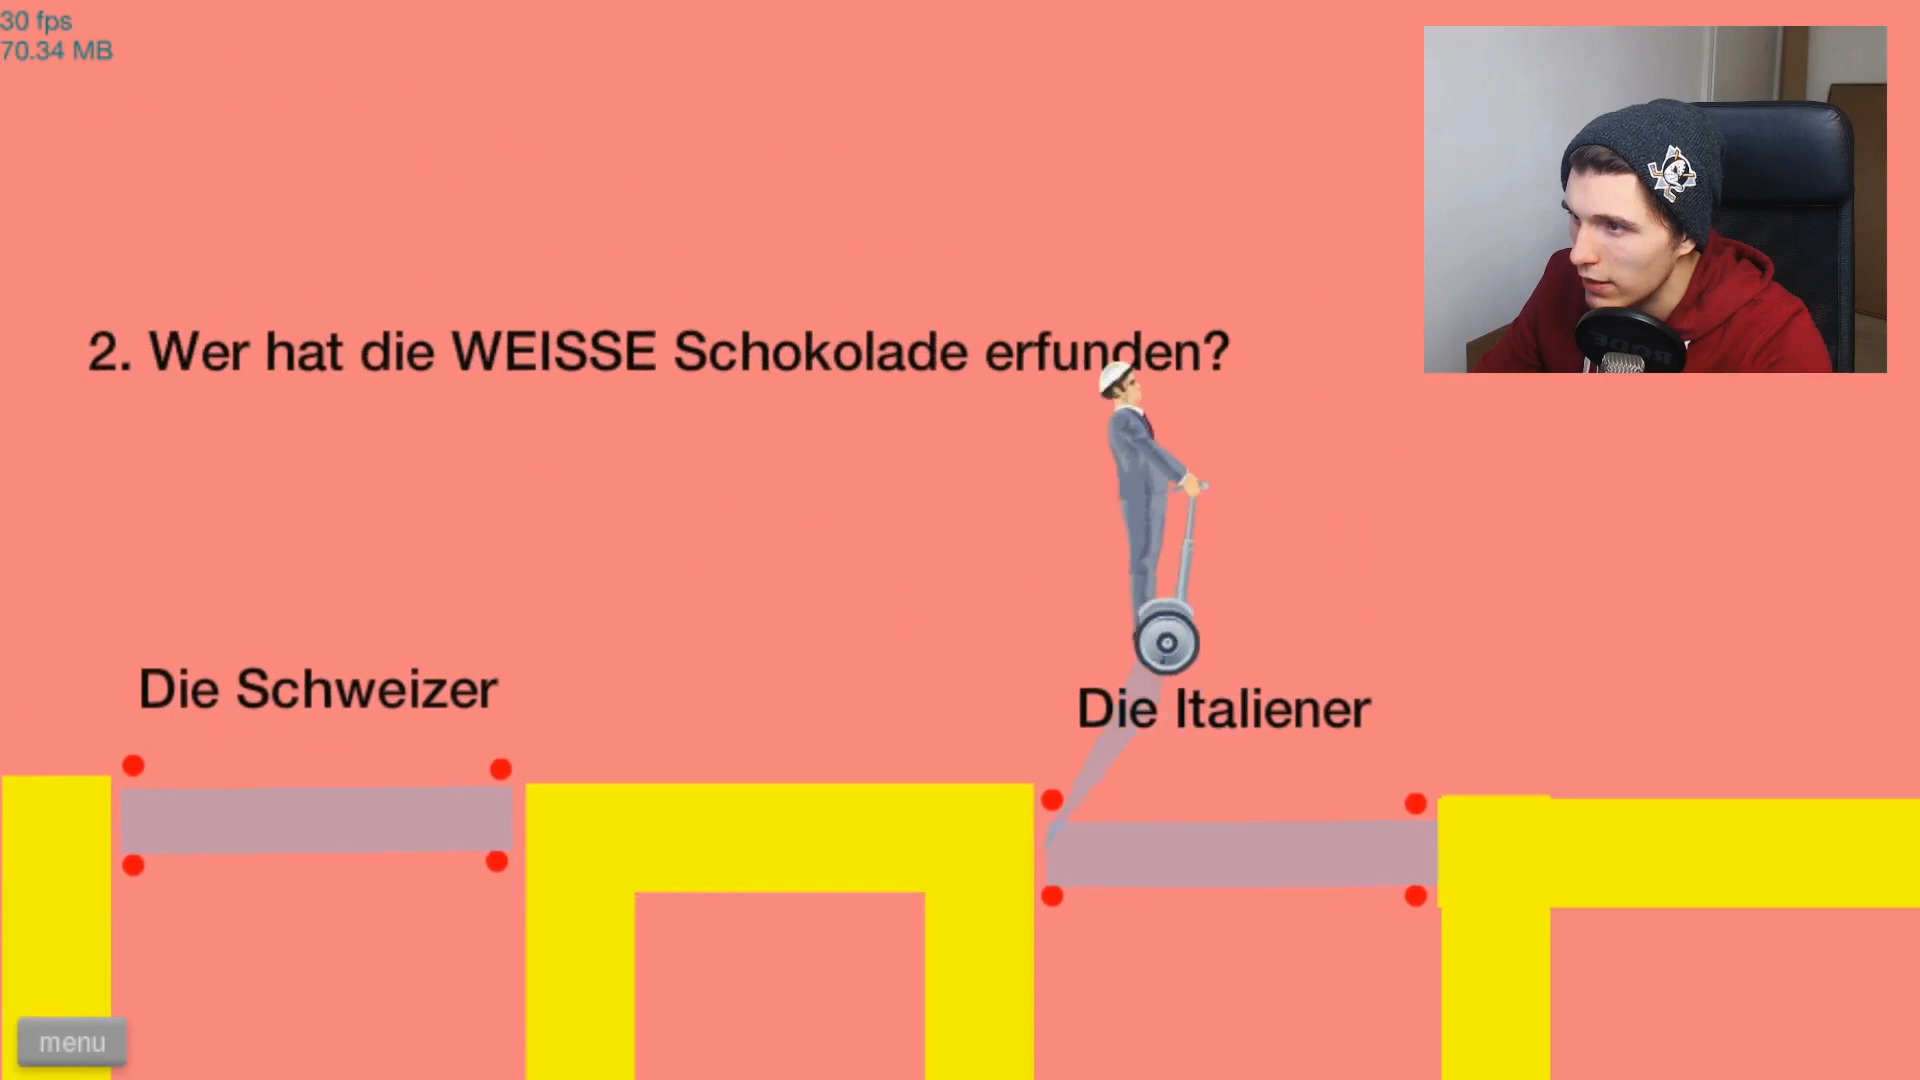 30 fps
70.34 MB
2. Wer hat die WEISSE Schokolade erfunden?
Die Schweizer
Die Italiener
menu